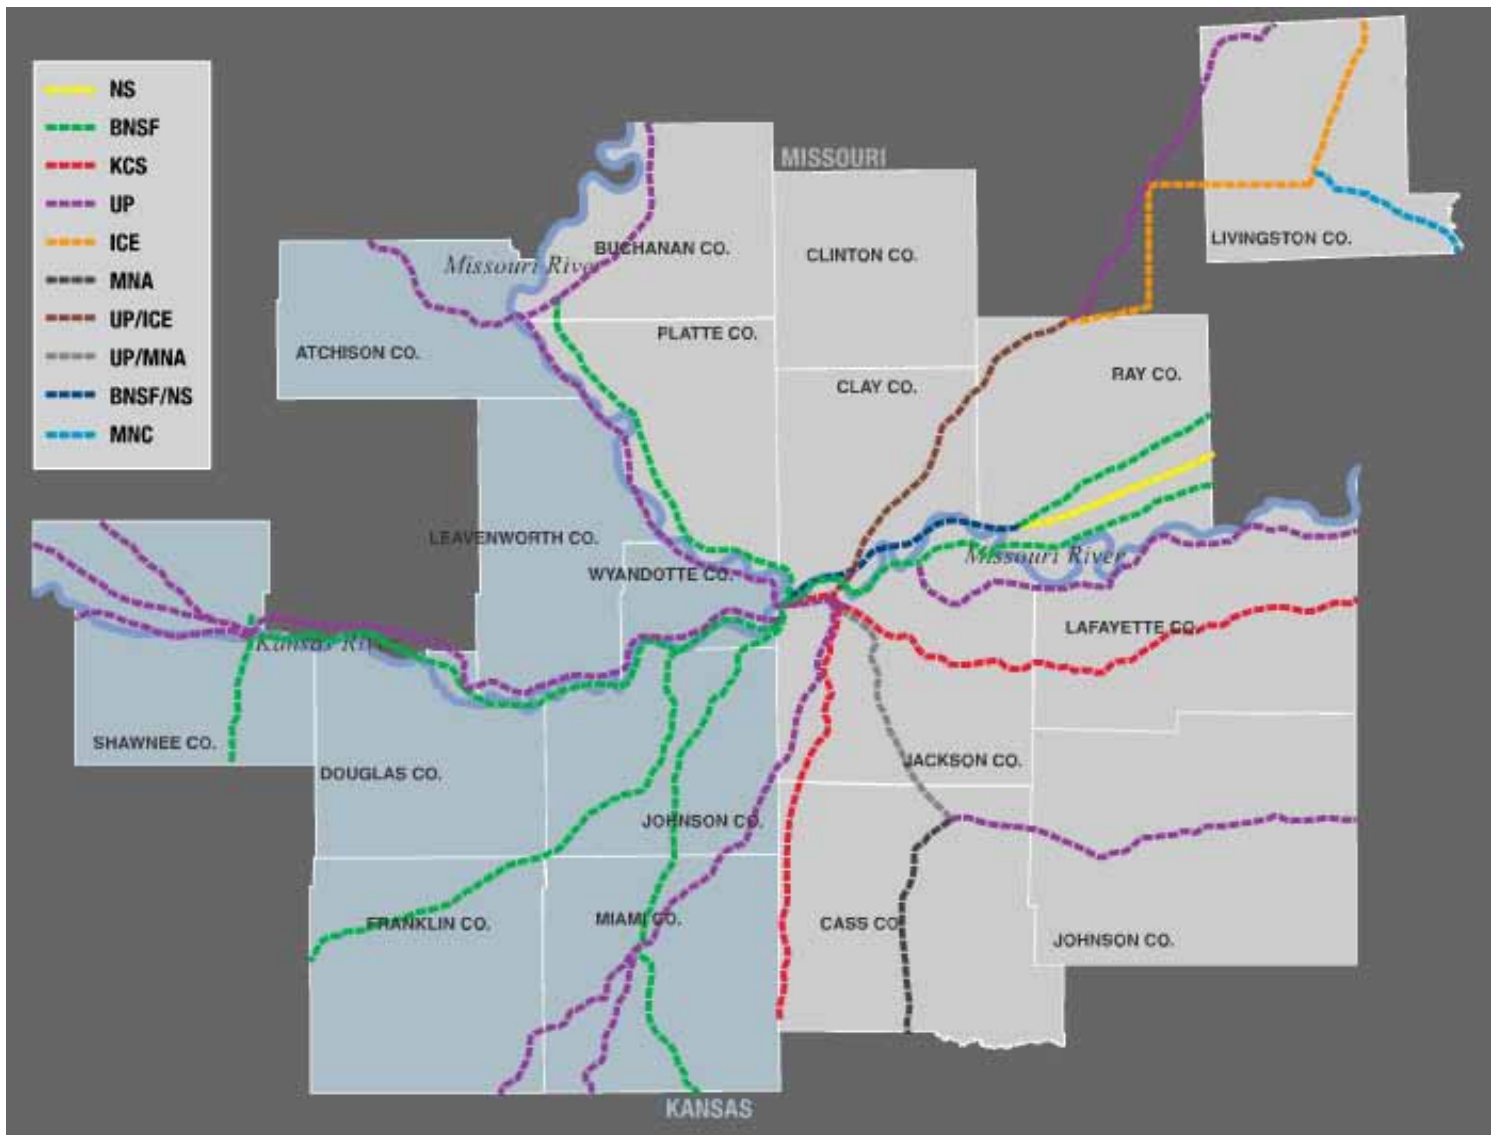 NS
BNSF
KCS
UP
ICE
MNA
UP/ICE
UP/MNA
BNSF/NS
MNC
MISSOURI
BUCHANAN CO.
CLINTON CO.
LIVINGSTON CO.
Missouri River
PLATTE CO.
ATCHISON CO.
CLAY CO.
RAY CO.
LEAVENWORTH CO.
Missouri River
WYANDOTTE CO.
LAFAYETTE CO.
Kansas River
SHAWNEE CO.
JACKSON CO.
DOUGLAS CO.
JOHNSON CO.
FRANKLIN CO.
MIAMI CO.
CASS CO
JOHNSON CO.
KANSAS